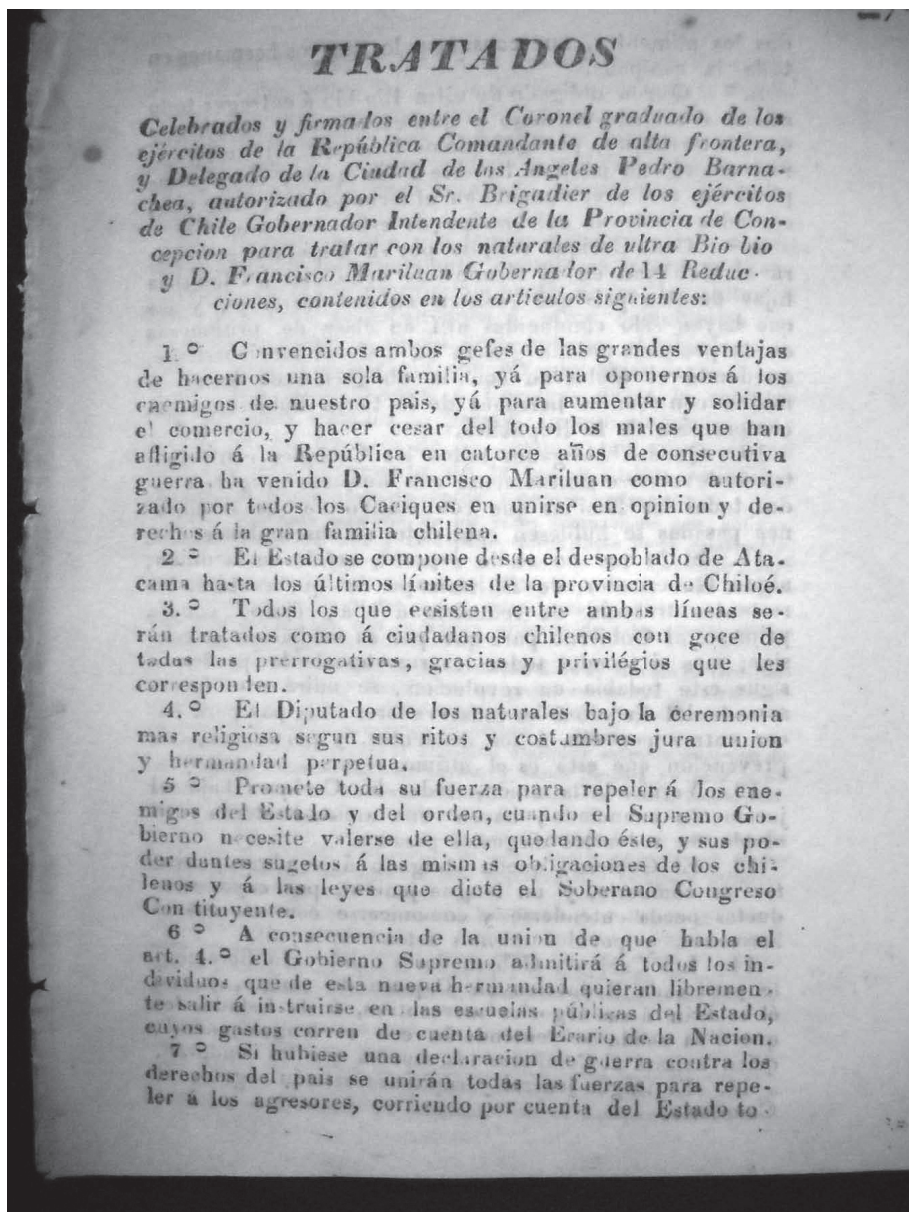 TRATADOS
Celebrados y firmados entre el Coronel graduado de los
ejércitos de la República Comandante de alta frontera,
y Delegado de la Ciudad de los Angeles Pedro Barna-
chea, autorizado por el Sr. Brigadier de los ejércitos
de Chile Gobernador Intendente de la Provincia de Con-
cepcion para tratar con los naturales de ultra Bio bio
y D. Francisco Mariluan Gobernador de 14 Reduc-
ciones, contenidos en los articulos siguientes:
1.º Convencidos ambos gefes de las grandes ventajas
de hacernos una sola familia, yá para oponernos á los
enemigos de nuestro pais, yá para aumentar y solidar
el comercio, y hacer cesar del todo los males que han
afligido á la República en catorce años de consecutiva
guerra ha venido D. Francisco Mariluan como autori-
zado por todos los Caciques en unirse en opinion y de-
rechos á la gran familia chilena.
2º El Estado se compone desde el despoblado de Ata-
cama hasta los últimos límites de la provincia de Chiloé.
3.º Todos los que ecsisten entre ambas líneas se-
rán tratados como á ciudadanos chilenos con goce de
todas las prerrogativas, gracias y privilégios que les
corresponden.
4.º El Diputado de los naturales bajo la ceremonia
mas religiosa segun sus ritos y costumbres jura union
y hermandad perpetua.
5º Promete toda su fuerza para repeler á los ene-
migos del Estado y del orden, cuando el Supremo Go-
bierno necesite valerse de ella, quedando éste, y sus po-
derdantes sugetos á las mismas obligaciones de los chi-
lenos y á las leyes que dicte el Soberano Congreso
Constituyente.
6º A consecuencia de la union de que habla el
art. 4.º el Gobierno Supremo admitirá á todos los in-
dividuos que de esta nueva hermandad quieran libremen-
te salir á instruirse en las escuelas públicas del Estado,
cuyos gastos corren de cuenta del Erario de la Nacion.
7º Si hubiese una declaracion de guerra contra los
derechos del pais se unirán todas las fuerzas para repe-
ler á los agresores, corriendo por cuenta del Estado to-